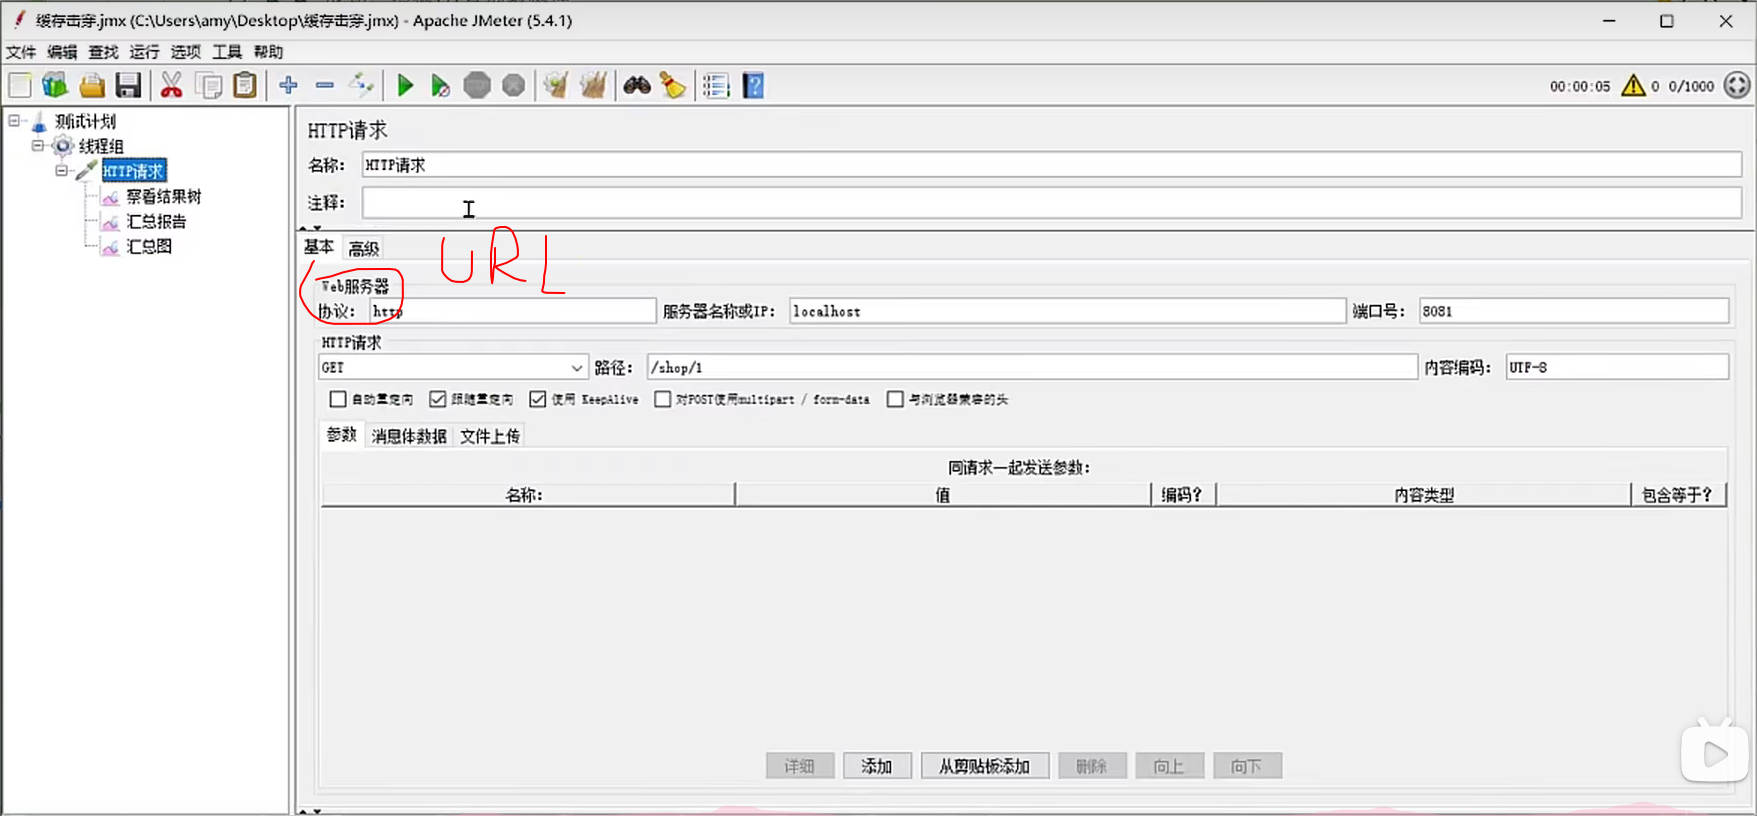 缓存击穿.jmx (C:\Users\amy\Desktop\缓存击穿.jmx) - Apache JMeter (5.4.1)
文件 编辑 查找 运行 选项 工具 帮助
00:00:05 0 0/1000
测试计划
线程组
HTTP请求
察看结果树
汇总报告
汇总图
HTTP请求
名称: HTTP请求
注释:
基本 高级
URL
Web服务器
协议: http 服务器名称或IP: localhost 端口号: 8081
HTTP请求
GET 路径: /shop/1 内容编码: UTF-8
自动重定向 跟随重定向 使用 KeepAlive 对POST使用multipart / form-data 与浏览器兼容的头
参数 消息体数据 文件上传
同请求一起发送参数:
名称: 值 编码? 内容类型 包含等于?
详细 添加 从剪贴板添加 删除 向上 向下